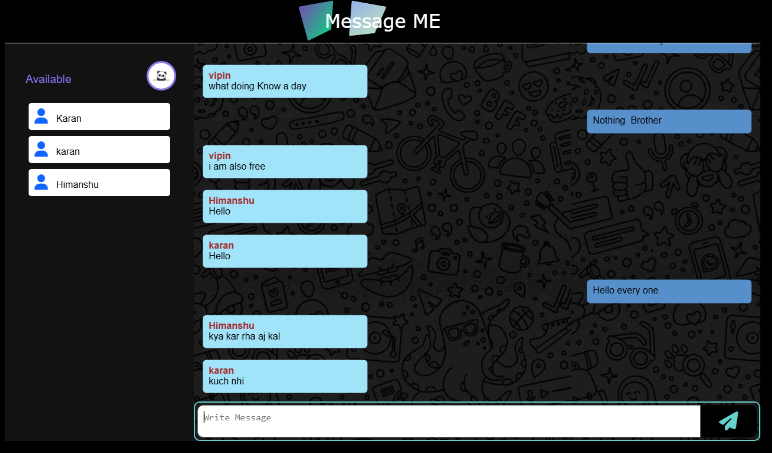 Message ME
Available
Karan
karan
Himanshu
vipin
what doing Know a day
Nothing  Brother
vipin
i am also free
Himanshu
Hello
karan
Hello
Hello every one
Himanshu
kya kar rha aj kal
karan
kuch nhi
Write Message